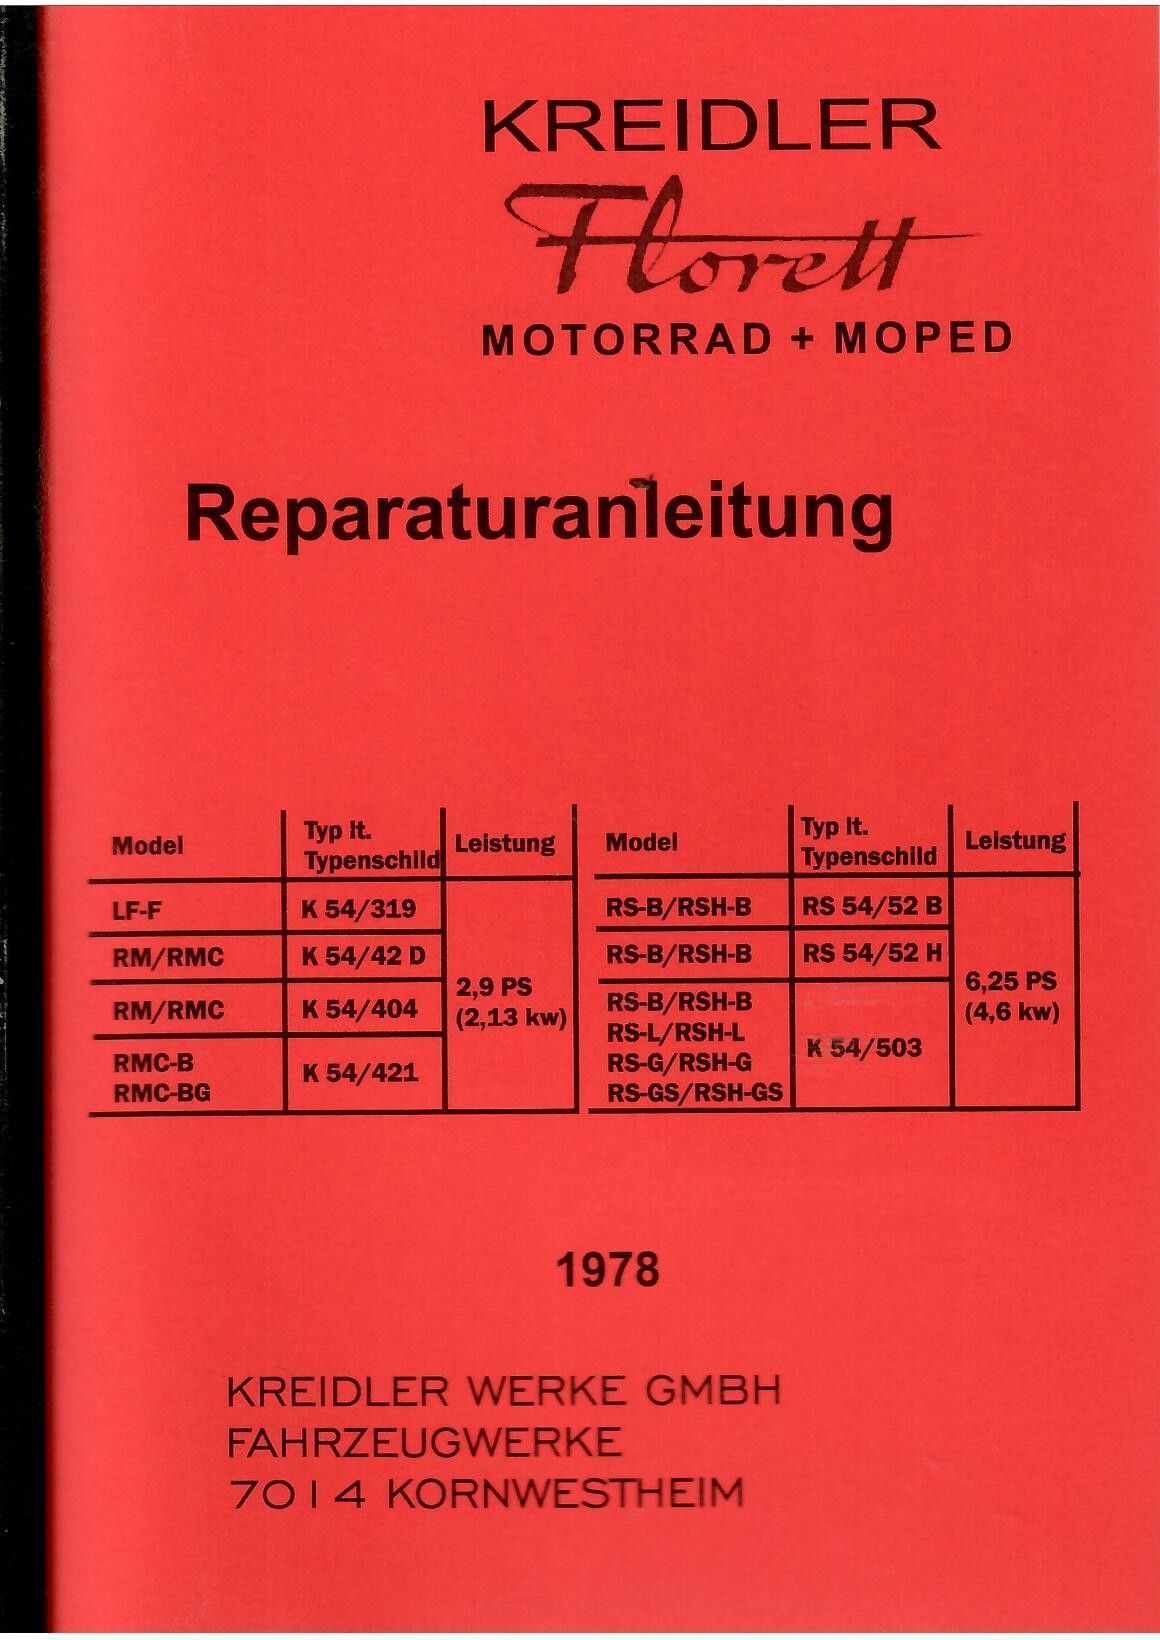 KREIDLER
Florett
MOTORRAD + MOPED
Reparaturanleitung
Model Typ lt. Typenschild Leistung
LF-F K 54/319
RM/RMC K 54/42 D
RM/RMC K 54/404
RMC-B
RMC-BG
K 54/421
2,9 PS
(2,13 kw)
Model Typ lt. Typenschild Leistung
RS-B/RSH-B RS 54/52 B
RS-B/RSH-B RS 54/52 H
RS-B/RSH-B
RS-L/RSH-L
RS-G/RSH-G
RS-GS/RSH-GS
K 54/503
6,25 PS
(4,6 kw)
1978
KREIDLER WERKE GMBH
FAHRZEUGWERKE
7014 KORNWESTHEIM